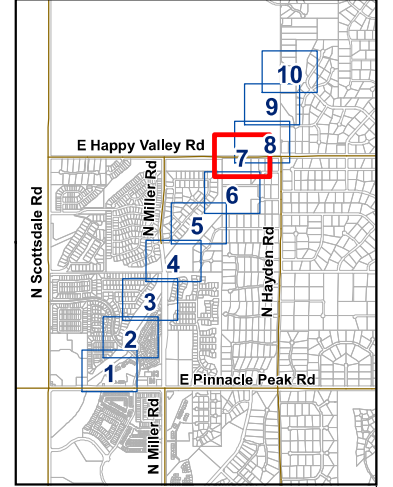 10
9
E Happy Valley Rd
8
7
N Miller Rd
6
N Scottsdale Rd
5
N Hayden Rd
4
3
2
1
E Pinnacle Peak Rd
N Miller Rd